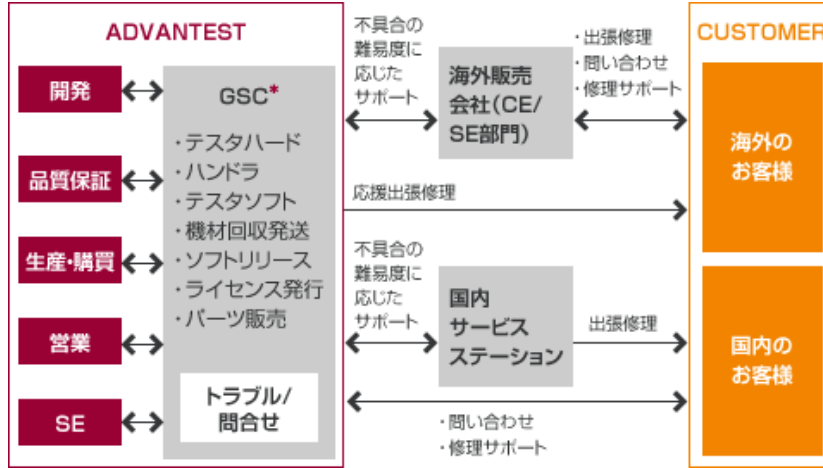 ADVANTEST
開発
品質保証
生産・購買
営業
SE
GSC*
・テスタハード
・ハンドラ
・テスタソフト
・機材回収発送
・ソフトリリース
・ライセンス発行
・パーツ販売
トラブル/
問合せ
不具合の
難易度に
応じた
サポート
海外販売
会社(CE/
SE部門)
・出張修理
・問い合わせ
・修理サポート
応援出張修理
不具合の
難易度に
応じた
サポート
国内
サービス
ステーション
出張修理
・問い合わせ
・修理サポート
CUSTOMER
海外の
お客様
国内の
お客様